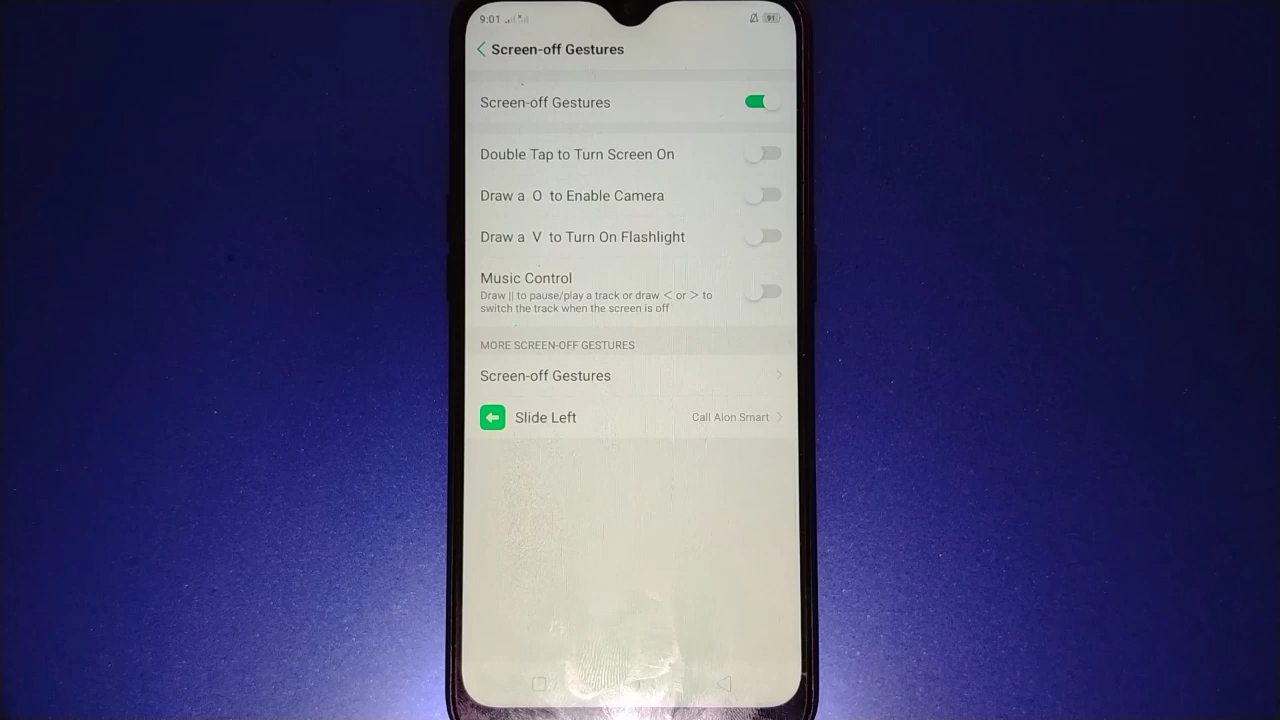 9:01
91
Screen-off Gestures
Screen-off Gestures
Double Tap to Turn Screen On
Draw a O to Enable Camera
Draw a V to Turn On Flashlight
Music Control
Draw || to pause/play a track or draw < or > to
switch the track when the screen is off
MORE SCREEN-OFF GESTURES
Screen-off Gestures
Slide Left Call Alon Smart